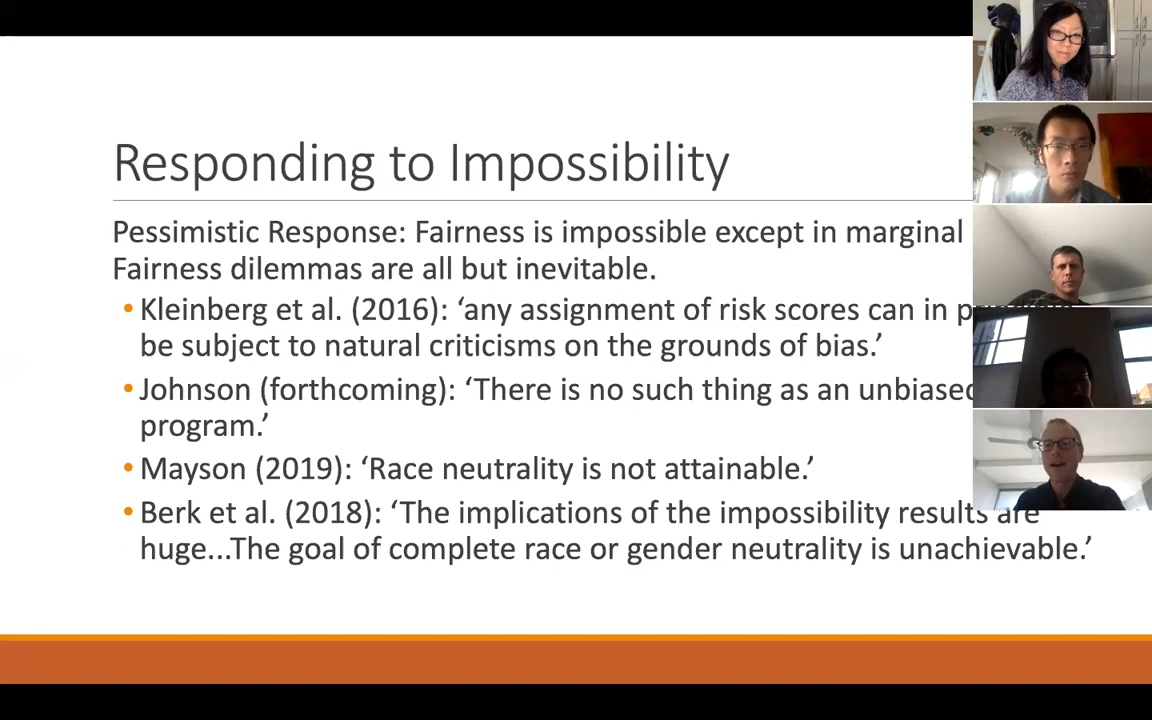 Responding to Impossibility
Pessimistic Response: Fairness is impossible except in marginal
Fairness dilemmas are all but inevitable.
• Kleinberg et al. (2016): ‘any assignment of risk scores can in
be subject to natural criticisms on the grounds of bias.’
• Johnson (forthcoming): ‘There is no such thing as an unbiased
program.’
• Mayson (2019): ‘Race neutrality is not attainable.’
• Berk et al. (2018): ‘The implications of the impossibility results are
huge...The goal of complete race or gender neutrality is unachievable.’